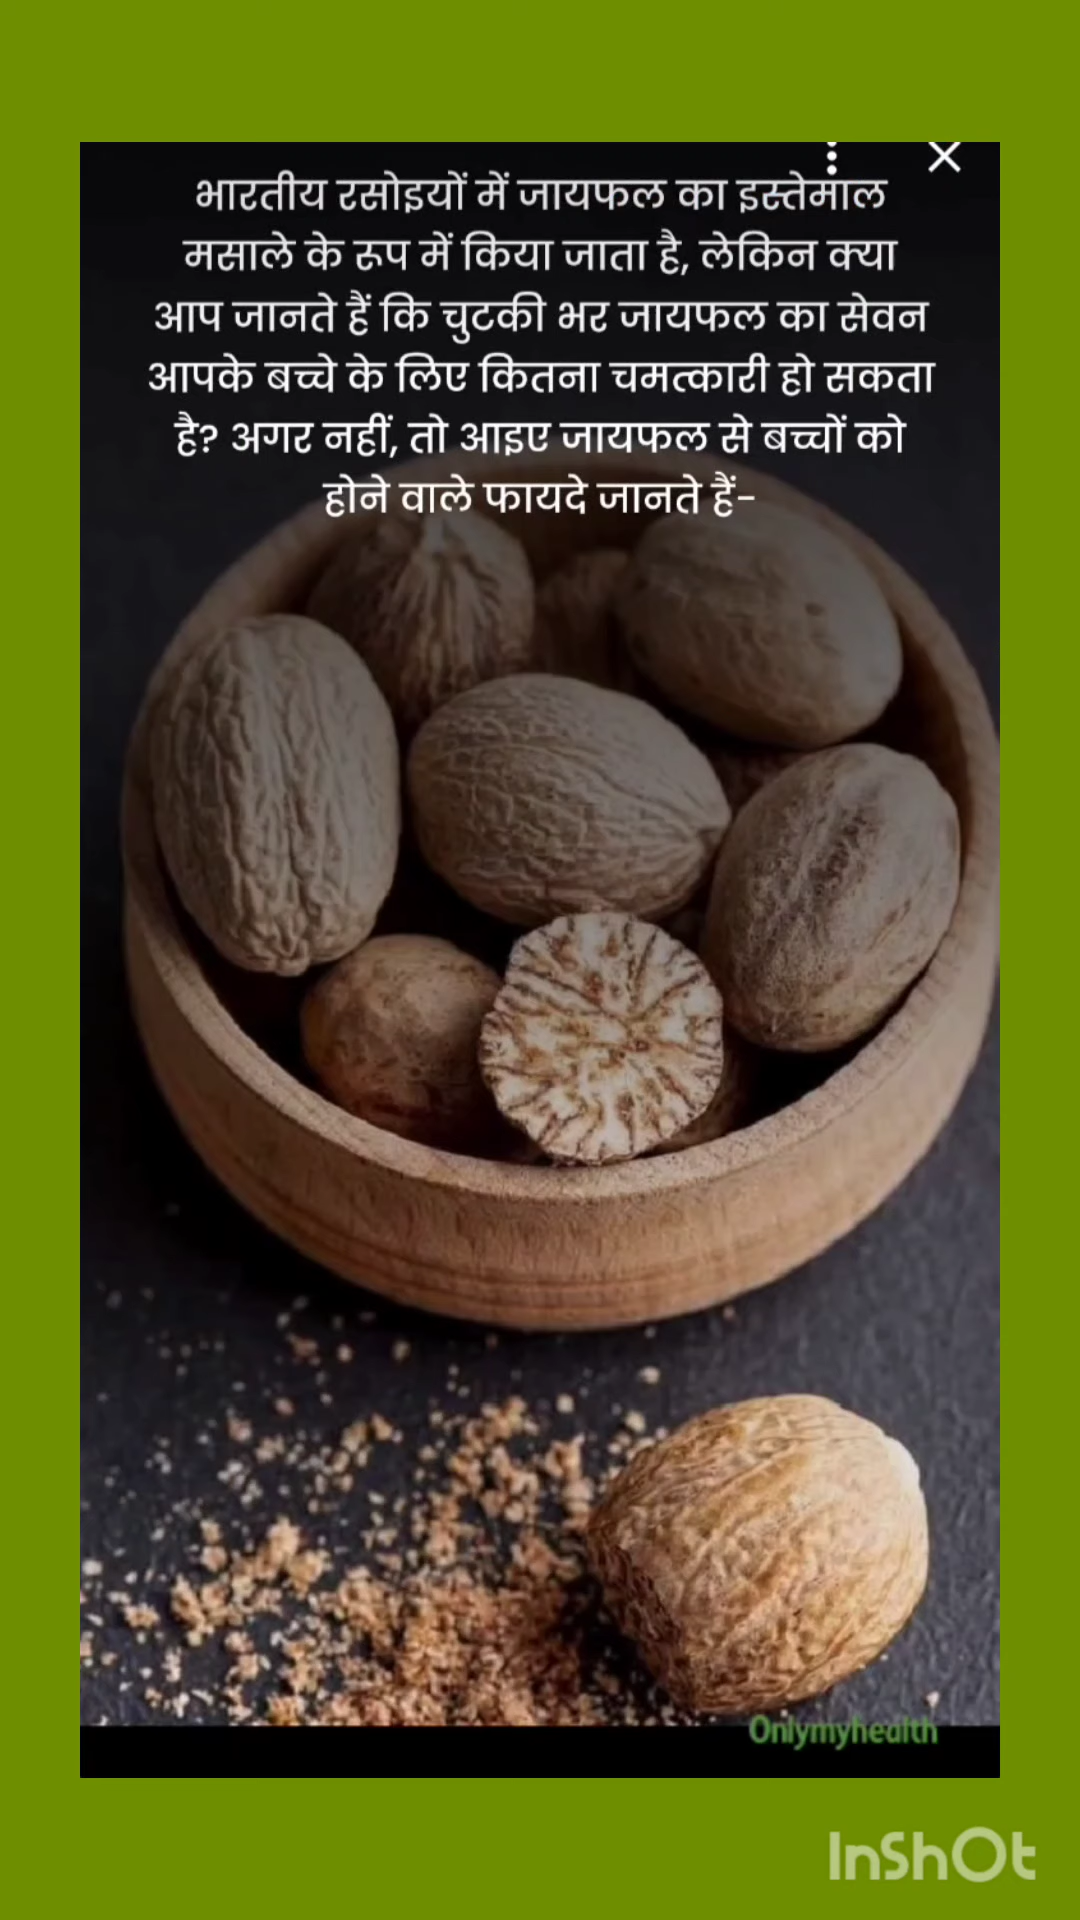 भारतीय रसोइयों में जायफल का इस्तेमाल
मसाले के रूप में किया जाता है, लेकिन क्या
आप जानते हैं कि चुटकी भर जायफल का सेवन
आपके बच्चे के लिए कितना चमत्कारी हो सकता
है? अगर नहीं, तो आइए जायफल से बच्चों को
होने वाले फायदे जानते हैं-
Onlymyhealth
InShOt